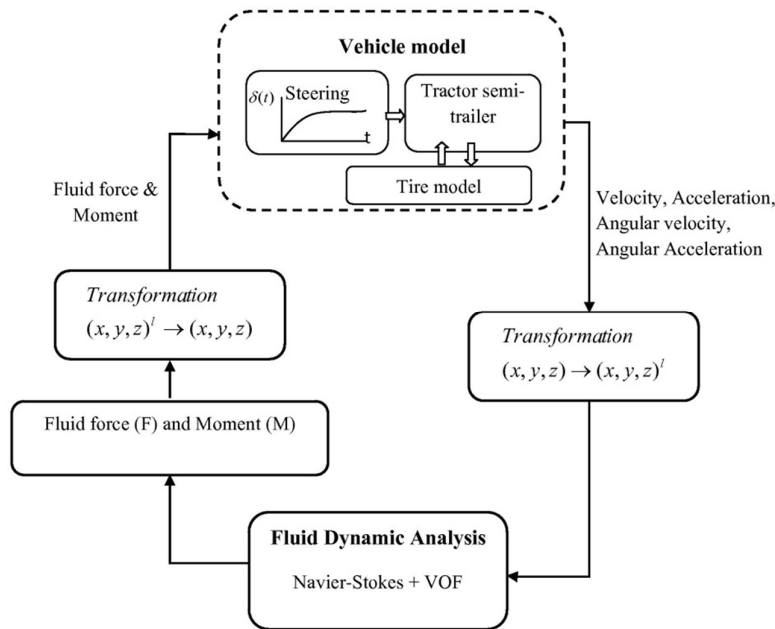 Vehicle model
δ(t)
Steering
t
Tractor semi-
trailer
Tire model
Fluid force &
Moment
Velocity, Acceleration,
Angular velocity,
Angular Acceleration
Transformation
(x, y, z)^l → (x, y, z)
Transformation
(x, y, z) → (x, y, z)^l
Fluid force (F) and Moment (M)
Fluid Dynamic Analysis
Navier-Stokes + VOF